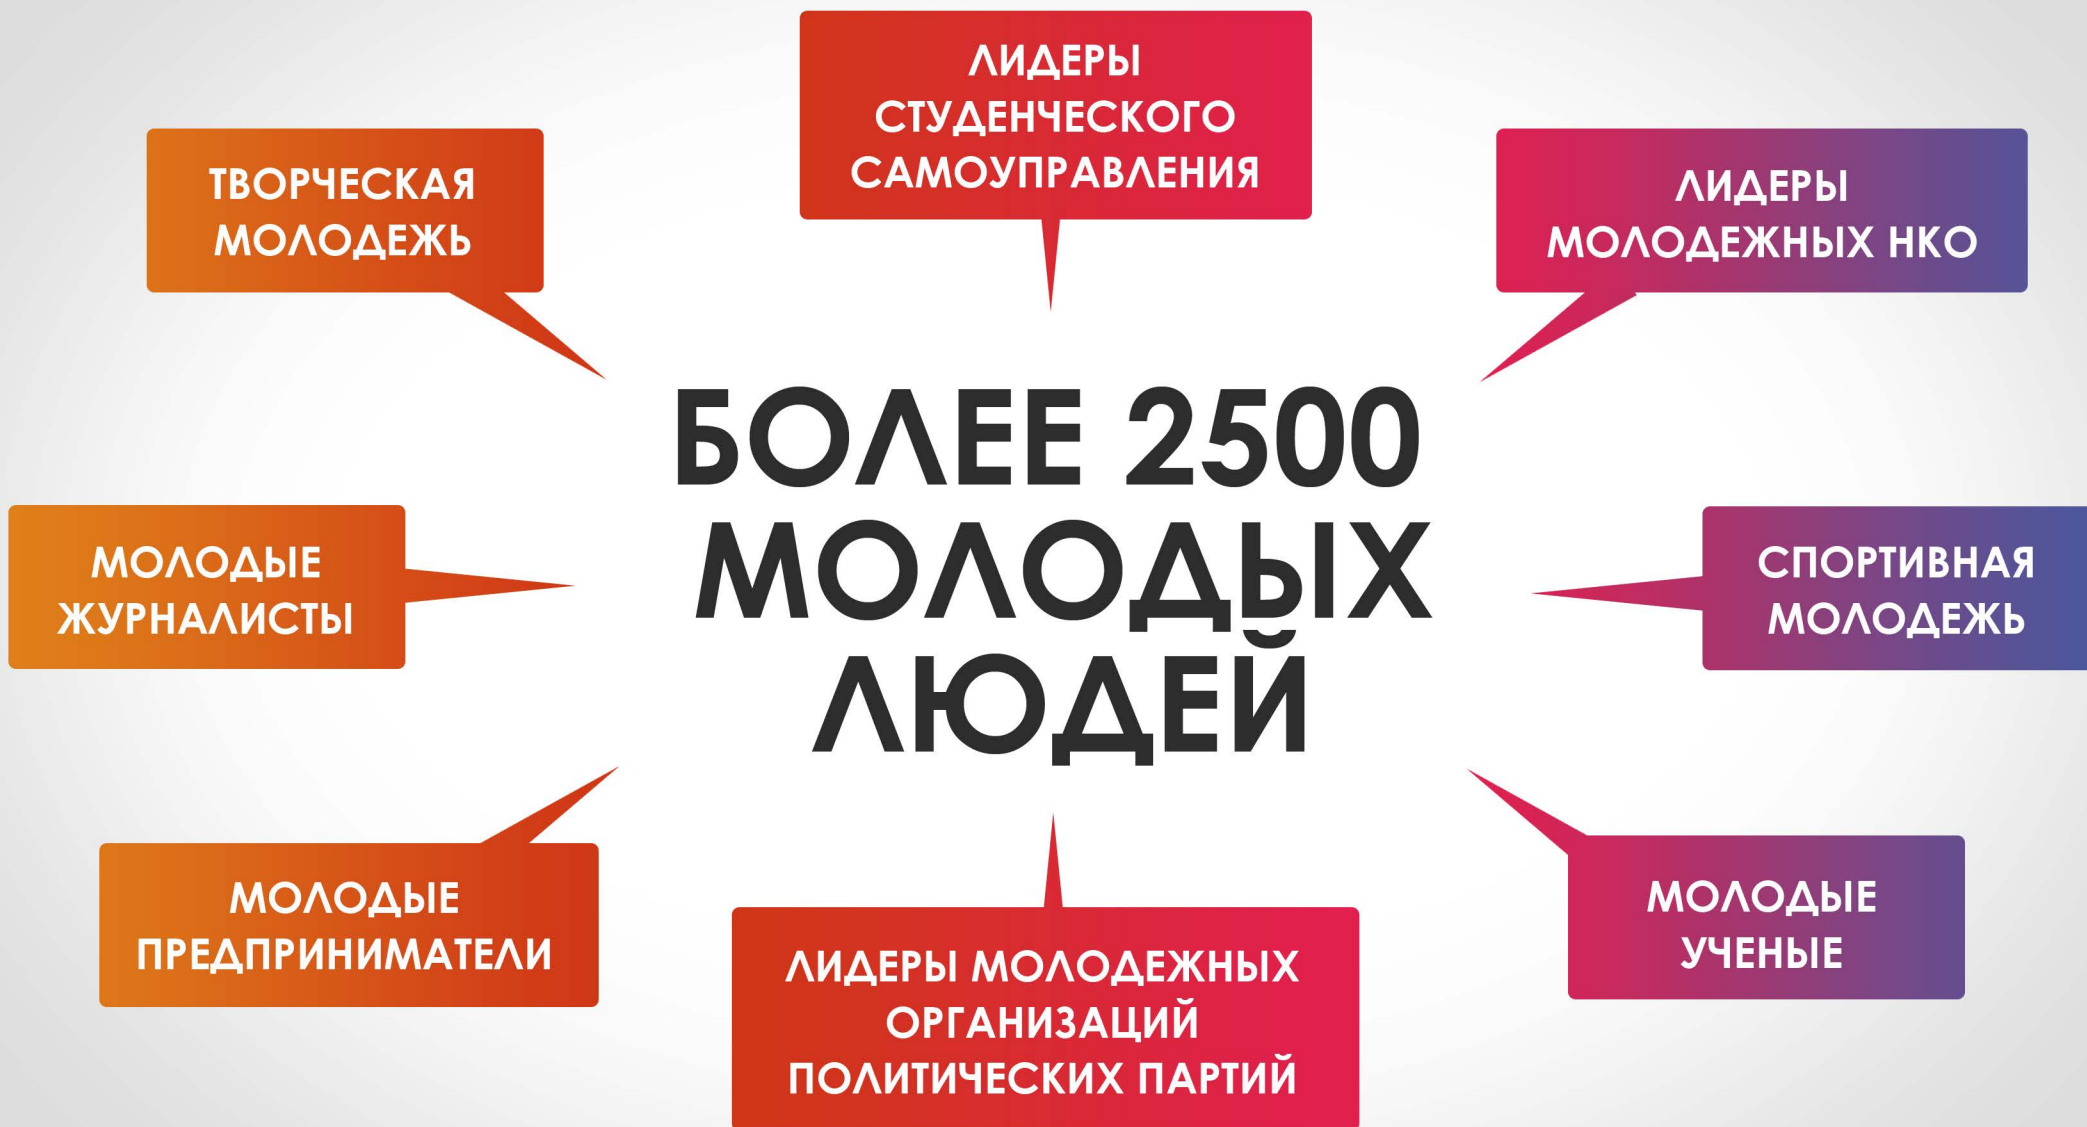 ЛИДЕРЫ
СТУДЕНЧЕСКОГО
САМОУПРАВЛЕНИЯ
ТВОРЧЕСКАЯ
МОЛОДЕЖЬ
ЛИДЕРЫ
МОЛОДЕЖНЫХ НКО
БОЛЕЕ 2500
МОЛОДЫХ
ЛЮДЕЙ
МОЛОДЫЕ
ЖУРНАЛИСТЫ
СПОРТИВНАЯ
МОЛОДЕЖЬ
МОЛОДЫЕ
ПРЕДПРИНИМАТЕЛИ
ЛИДЕРЫ МОЛОДЕЖНЫХ
ОРГАНИЗАЦИЙ
ПОЛИТИЧЕСКИХ ПАРТИЙ
МОЛОДЫЕ
УЧЕНЫЕ